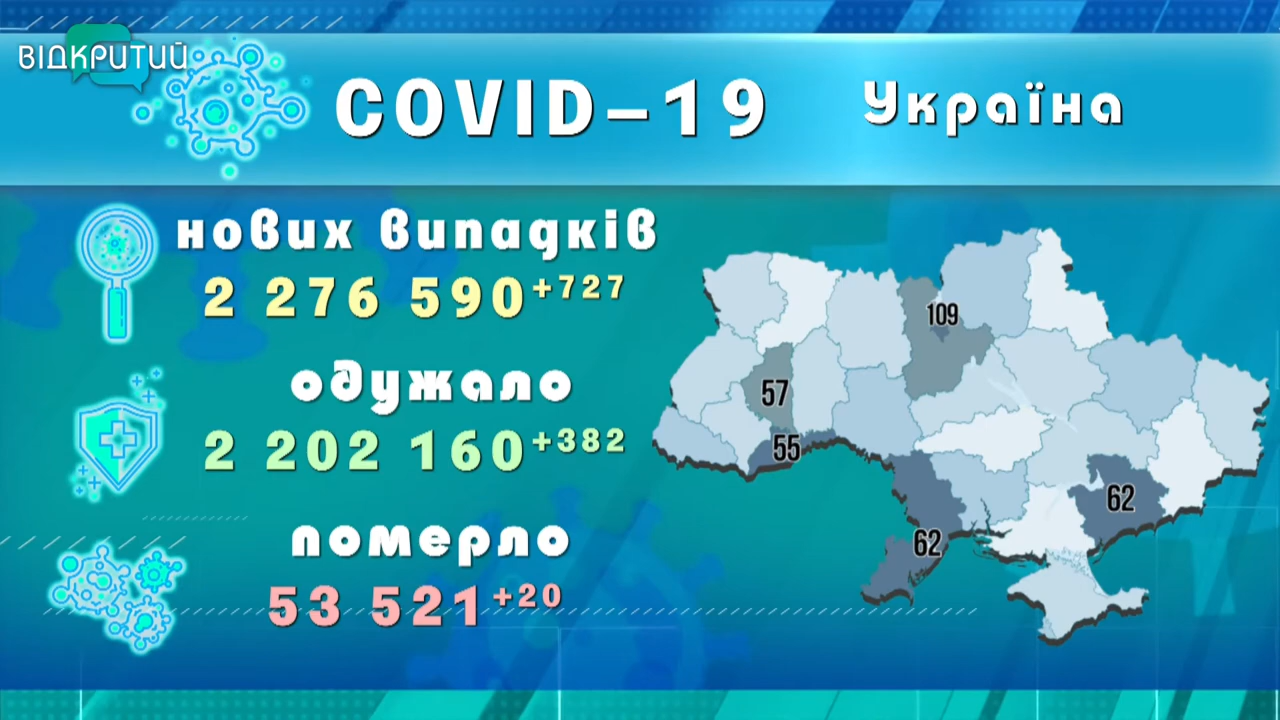 ВІДКРИТИЙ
COVID–19 Україна
нових випадків
2 276 590+727
одужало
2 202 160+382
померло
53 521+20
109
57
55
62
62